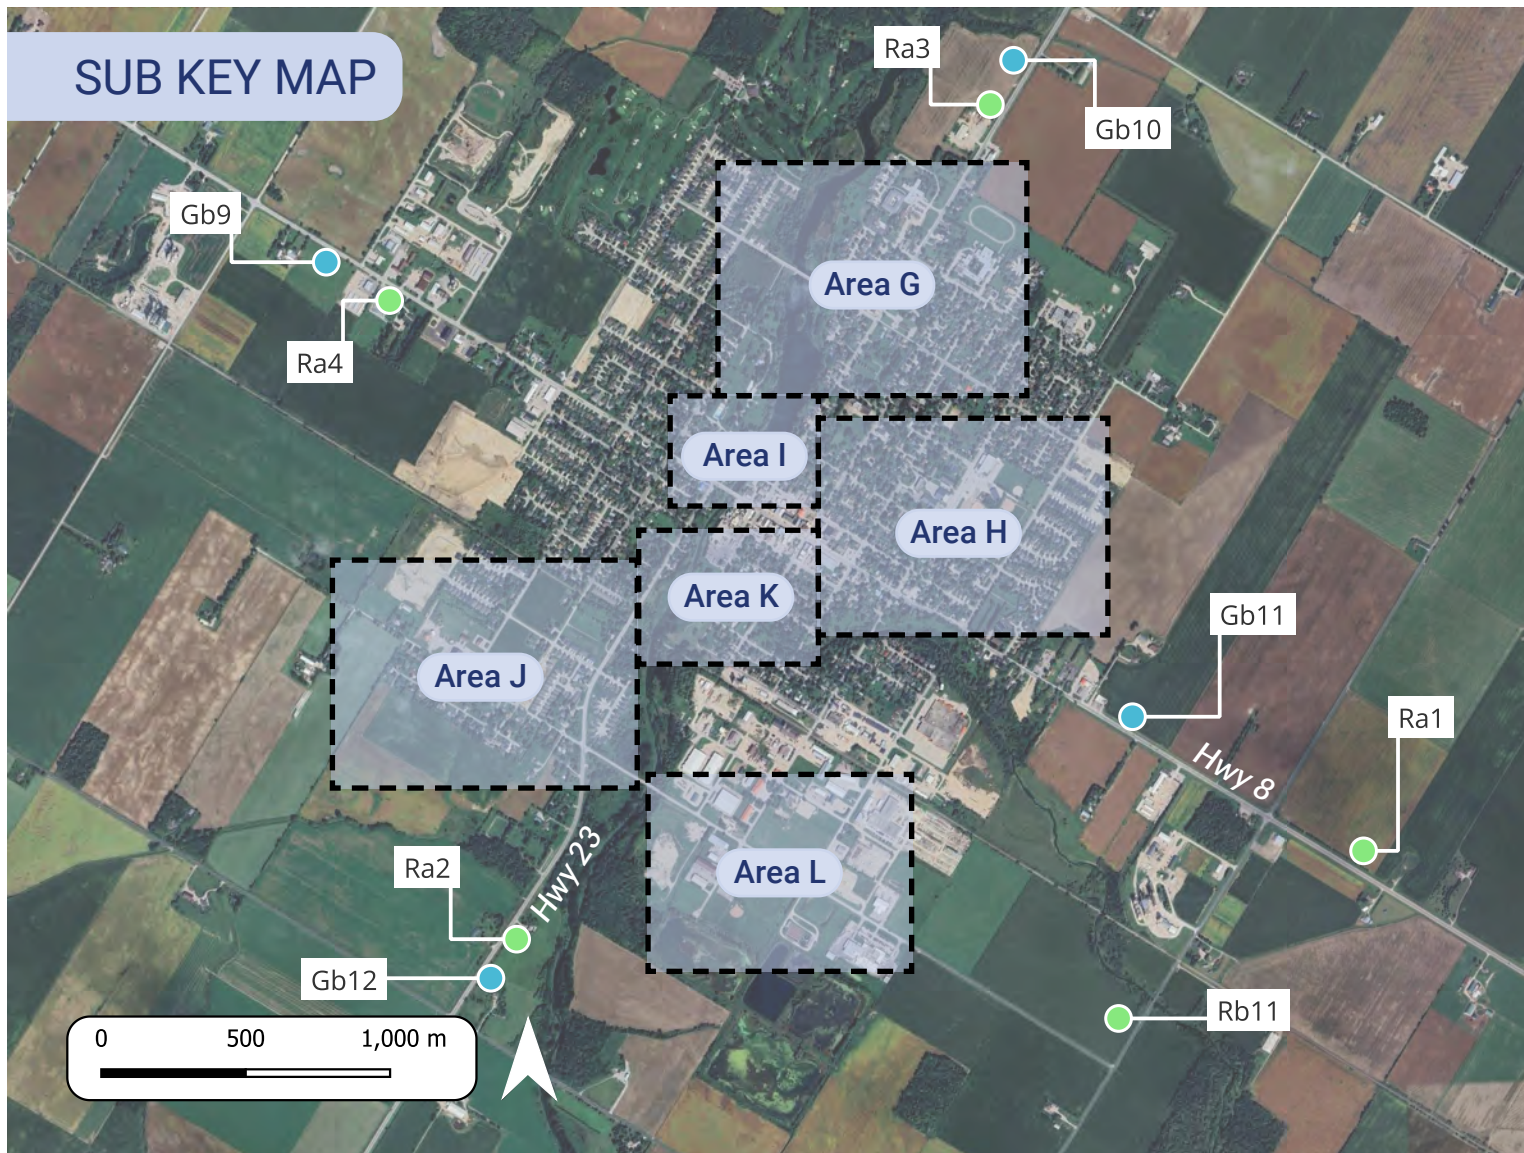 SUB KEY MAP
Ra3
Gb10
Gb9
Area G
Ra4
Area I
Area H
Area K
Gb11
Area J
Ra1
Hwy 8
Hwy 23
Ra2
Area L
Gb12
Rb11
0 500 1,000 m